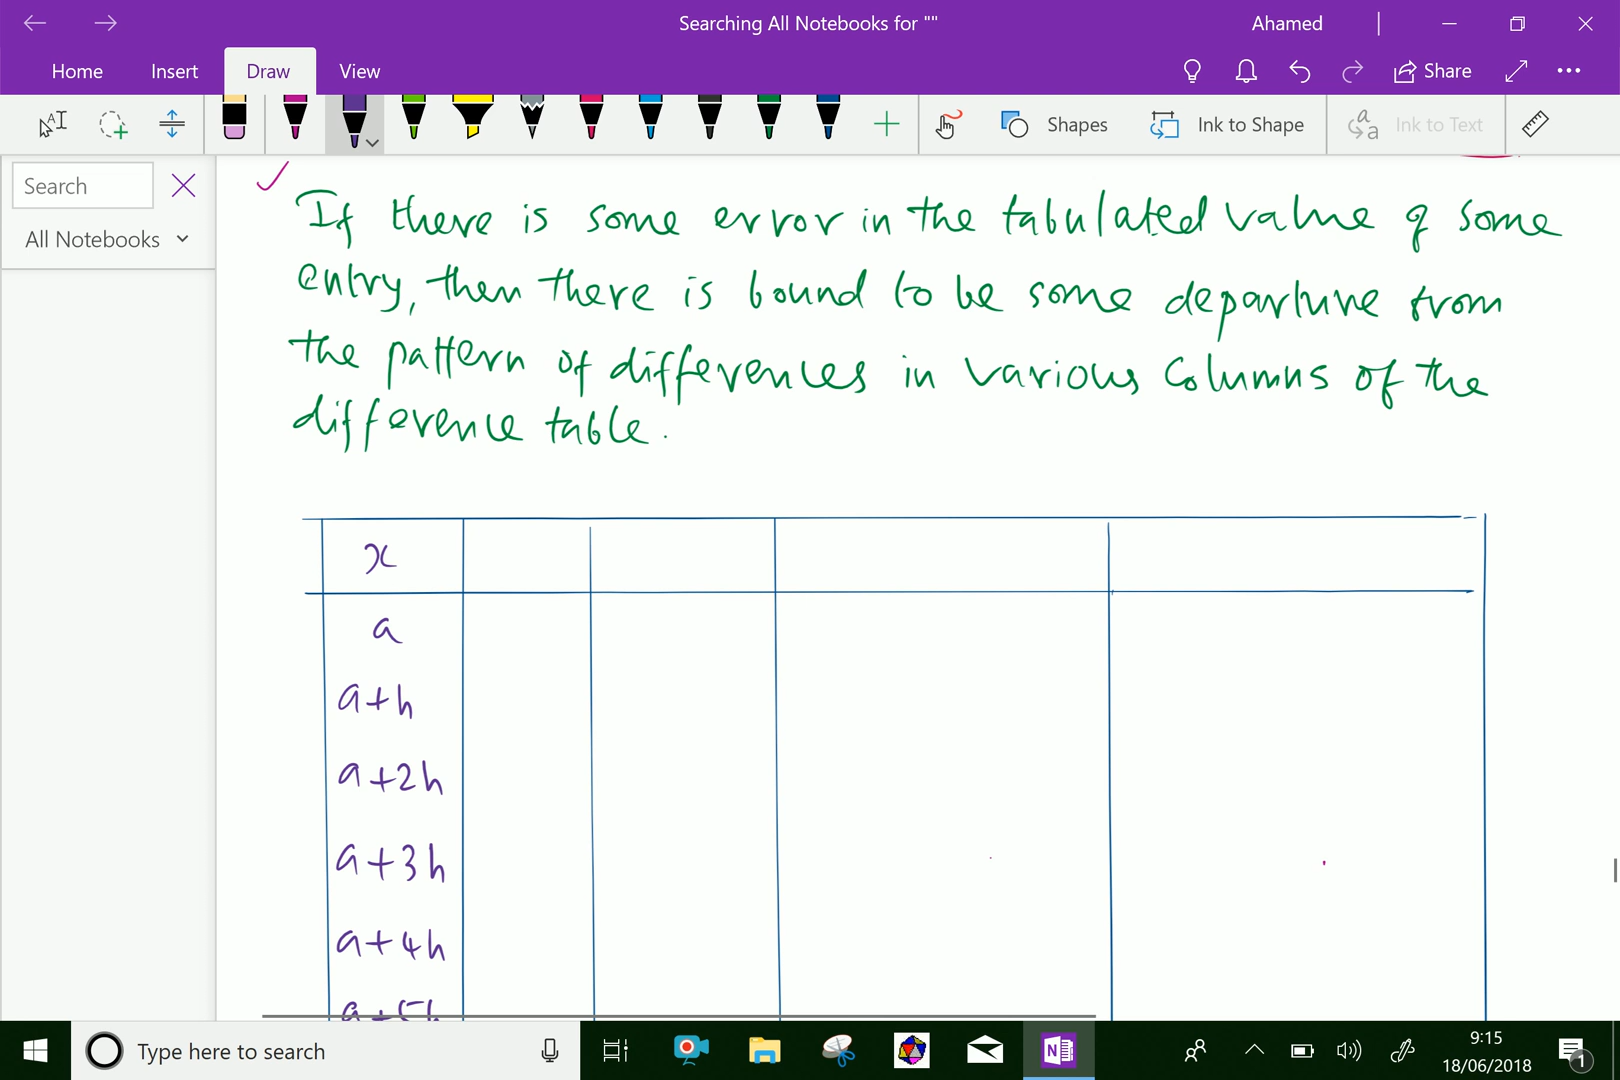 Searching All Notebooks for ""
Ahamed
Home Insert Draw View
Share
Shapes
Ink to Shape
Ink to Text
Search
All Notebooks
If there is some error in the tabulated value of some
entry, then there is bound to be some departure from
the pattern of differences in various Columns of the
difference table.
x
a
a+h
a+2h
a+3h
a+4h
a+5h
Type here to search
9:15
18/06/2018
1